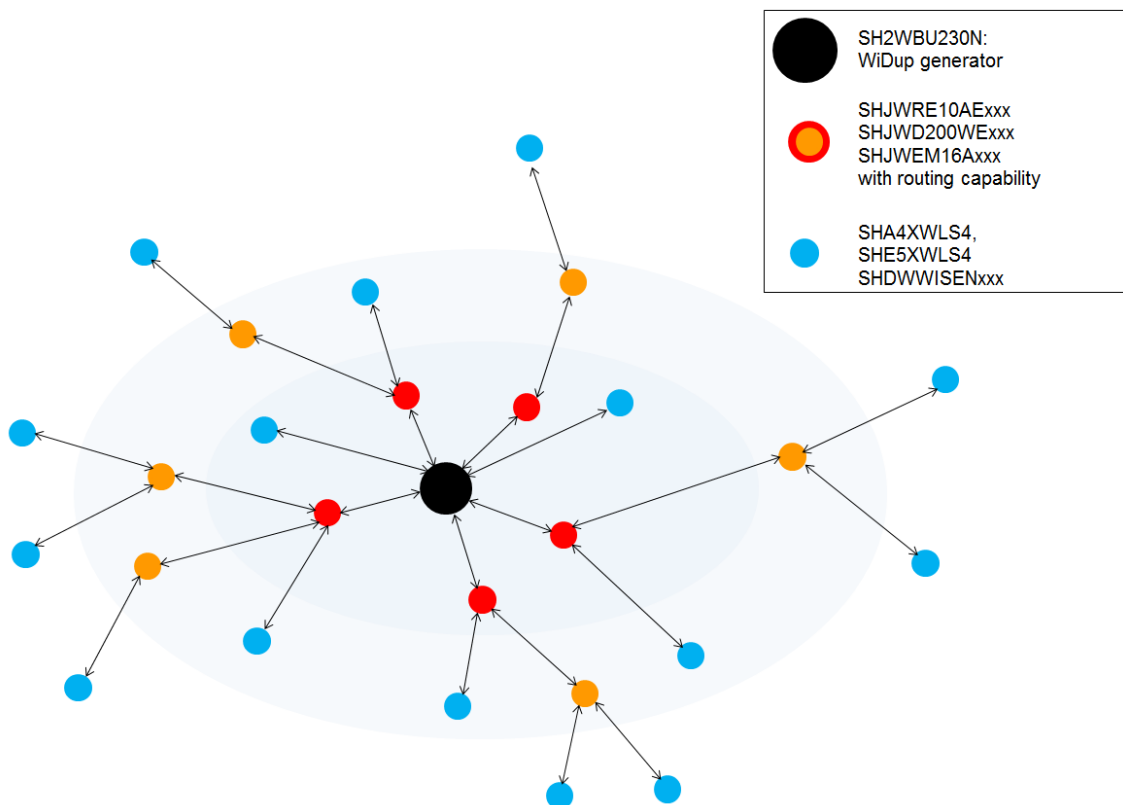 SH2WBU230N:
WiDup generator
SHJWRE10AExxx
SHJWD200WExxx
SHJWEM16Axxx
with routing capability
SHA4XWLS4,
SHE5XWLS4
SHDWWISENxxx